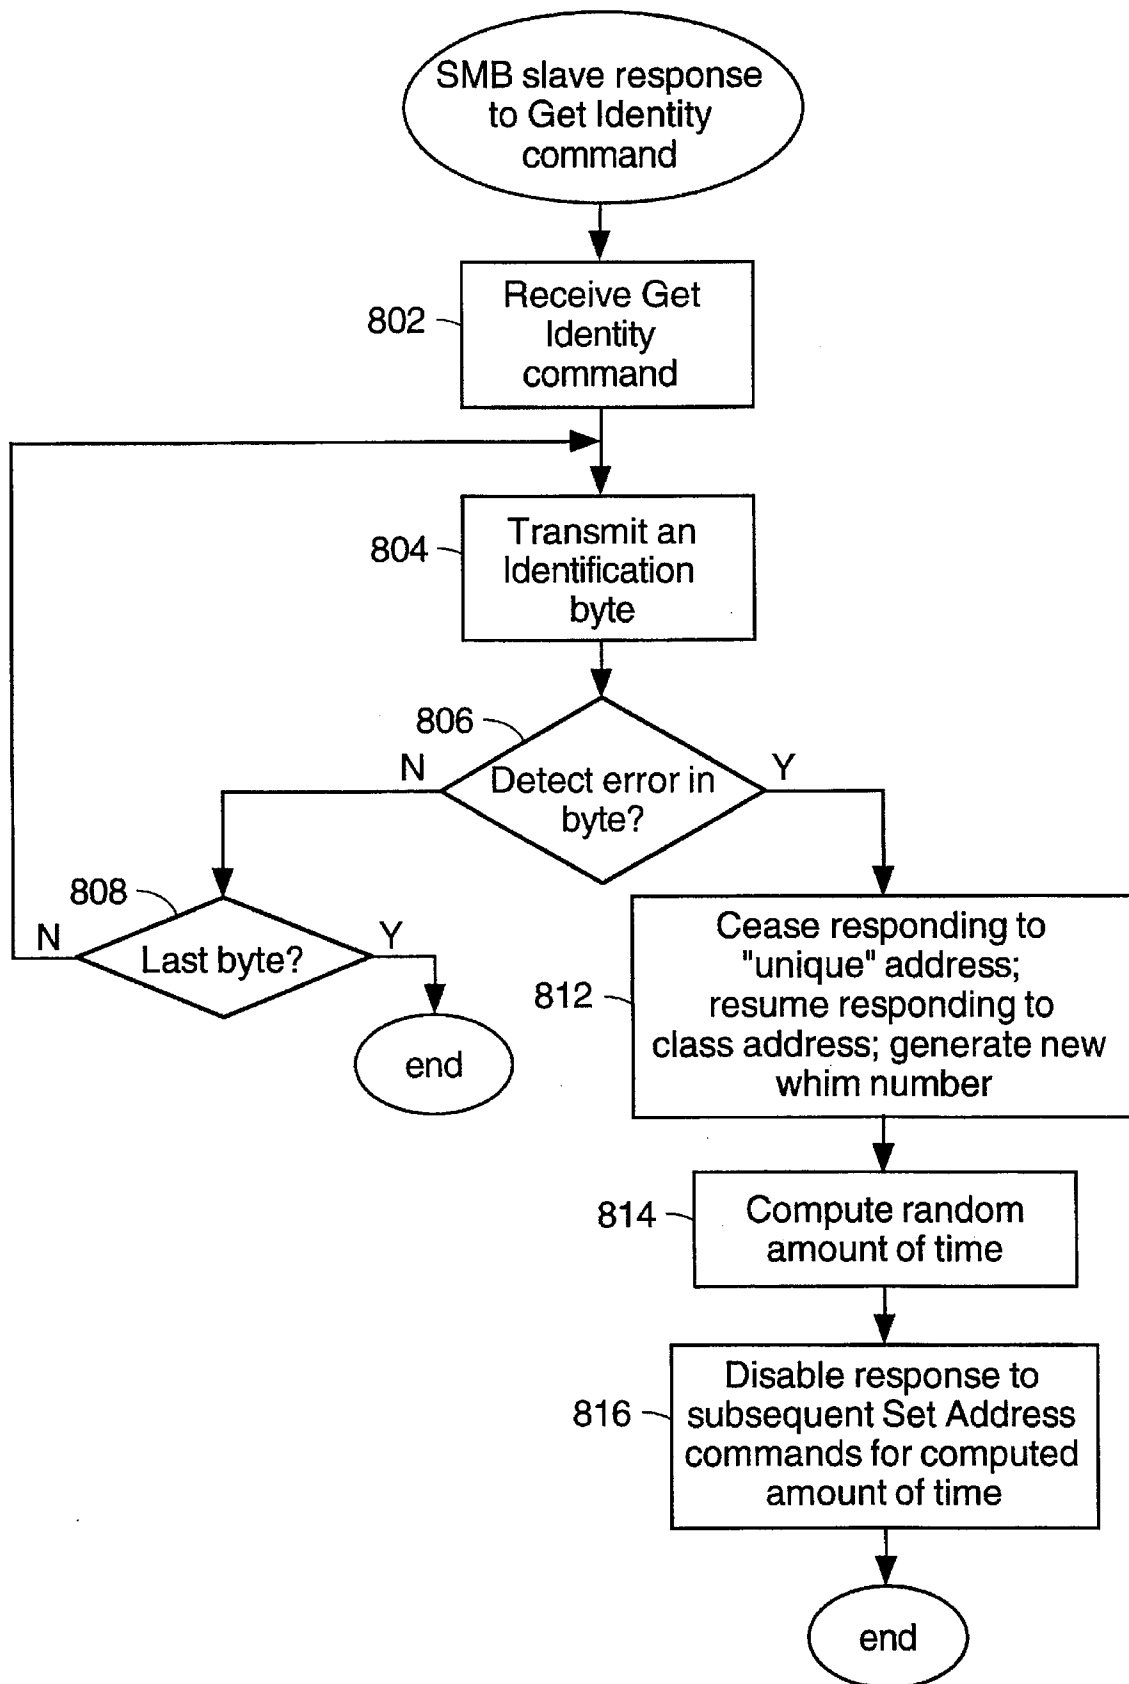 SMB slave response
to Get Identity
command
802
Receive Get
Identity
command
804
Transmit an
Identification
byte
806
N
Detect error in
byte?
Y
808
N
Last byte?
Y
end
812
Cease responding to
"unique" address;
resume responding to
class address; generate new
whim number
814
Compute random
amount of time
816
Disable response to
subsequent Set Address
commands for computed
amount of time
end